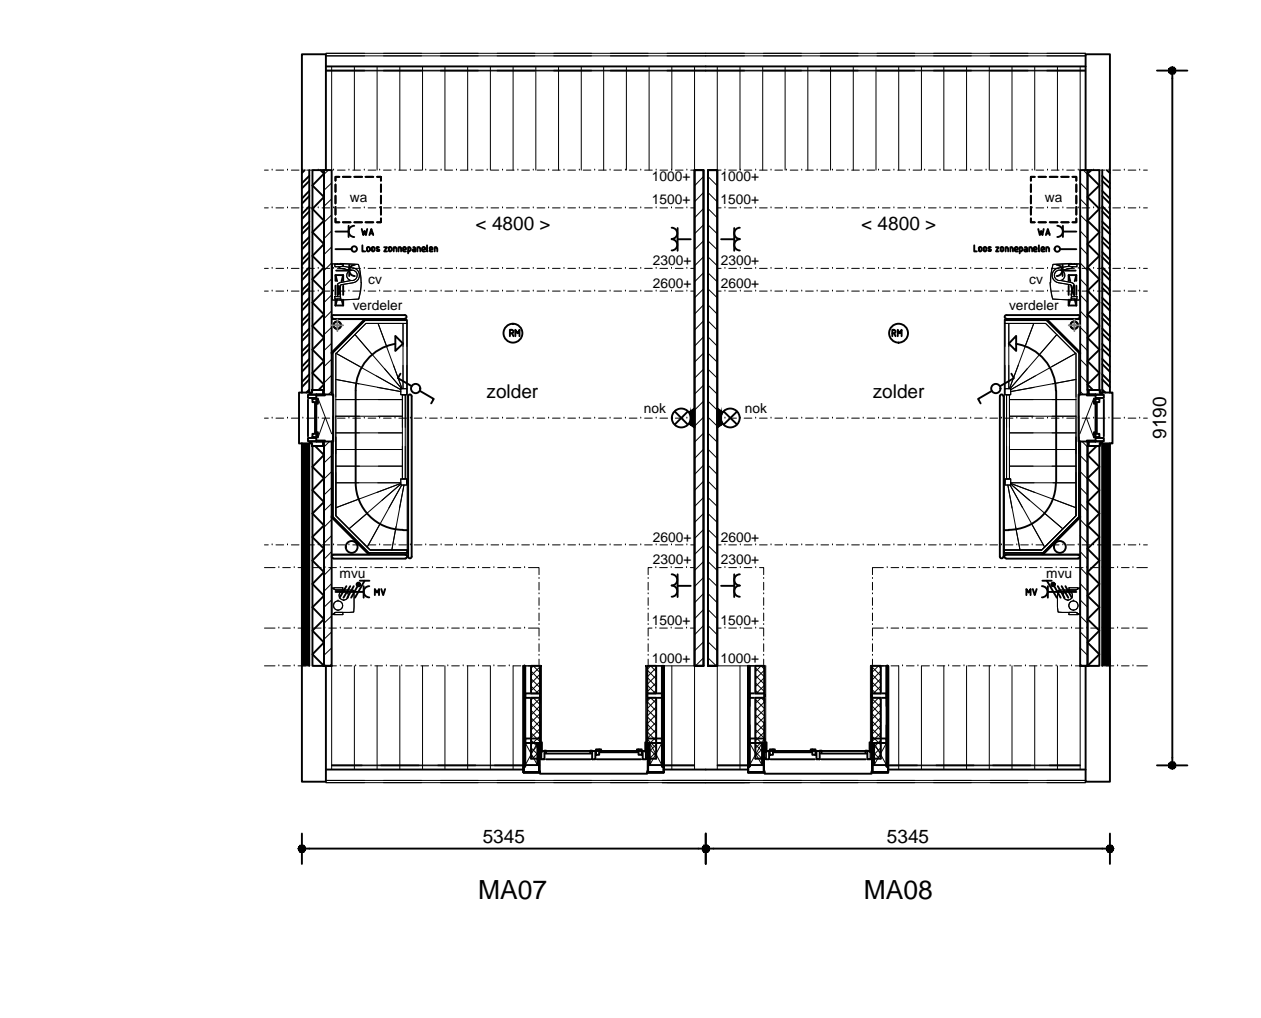 1000+ 1000+
wa wa
1500+ 1500+
< 4800 > < 4800 >
WA WA
Loos zonnepanelen Loos zonnepanelen
2300+ 2300+
cv cv
2600+ 2600+
verdeler verdeler
RM RM
zolder zolder
nok nok
9190
2600+ 2600+
2300+ 2300+
mvu mvu
MV MV
1500+ 1500+
1000+ 1000+
5345 5345
MA07 MA08